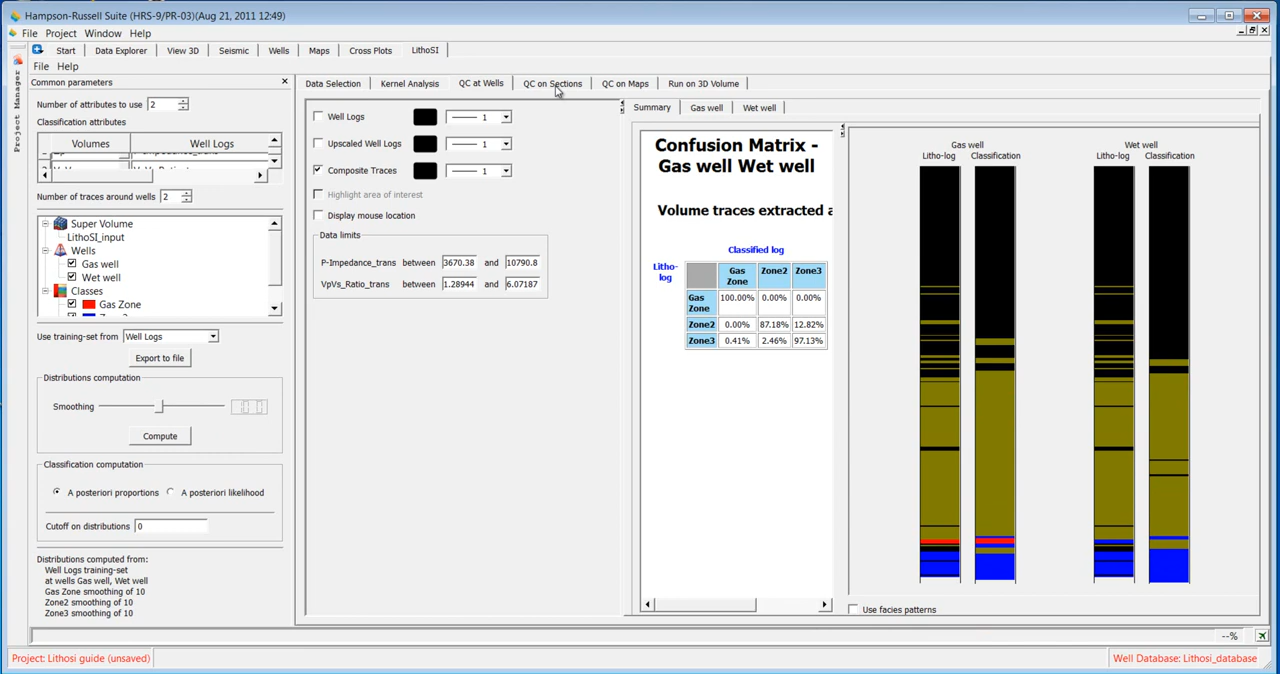 Hampson-Russell Suite (HRS-9/PR-03)(Aug 21, 2011 12:49)
File Project Window Help
Start Data Explorer View 3D Seismic Wells Maps Cross Plots LithoSI
File Help
Project Manager
Common parameters
Number of attributes to use 2
Classification attributes
Volumes Well Logs
Number of traces around wells 2
Super Volume
LithoSI_input
Wells
Gas well
Wet well
Classes
Gas Zone
Use training-set from Well Logs
Export to file
Distributions computation
Smoothing 10
Compute
Classification computation
A posteriori proportions A posteriori likelihood
Cutoff on distributions 0
Distributions computed from:
Well Logs training-set
at wells Gas well, Wet well
Gas Zone smoothing of 10
Zone2 smoothing of 10
Zone3 smoothing of 10
Data Selection Kernel Analysis QC at Wells QC on Sections QC on Maps Run on 3D Volume
Well Logs 1
Upscaled Well Logs 1
Composite Traces 1
Highlight area of interest
Display mouse location
Data limits
P-Impedance_trans between 3670.38 and 10790.8
VpVs_Ratio_trans between 1.28944 and 6.07187
Summary Gas well Wet well
Confusion Matrix -
Gas well Wet well
Volume traces extracted a
Classified log
Litho-
log
Gas
Zone Zone2 Zone3
Gas
Zone 100.00% 0.00% 0.00%
Zone2 0.00% 87.18% 12.82%
Zone3 0.41% 2.46% 97.13%
Gas well Wet well
Litho-log Classification Litho-log Classification
Use facies patterns
--%
Project: Lithosi guide (unsaved) Well Database: Lithosi_database